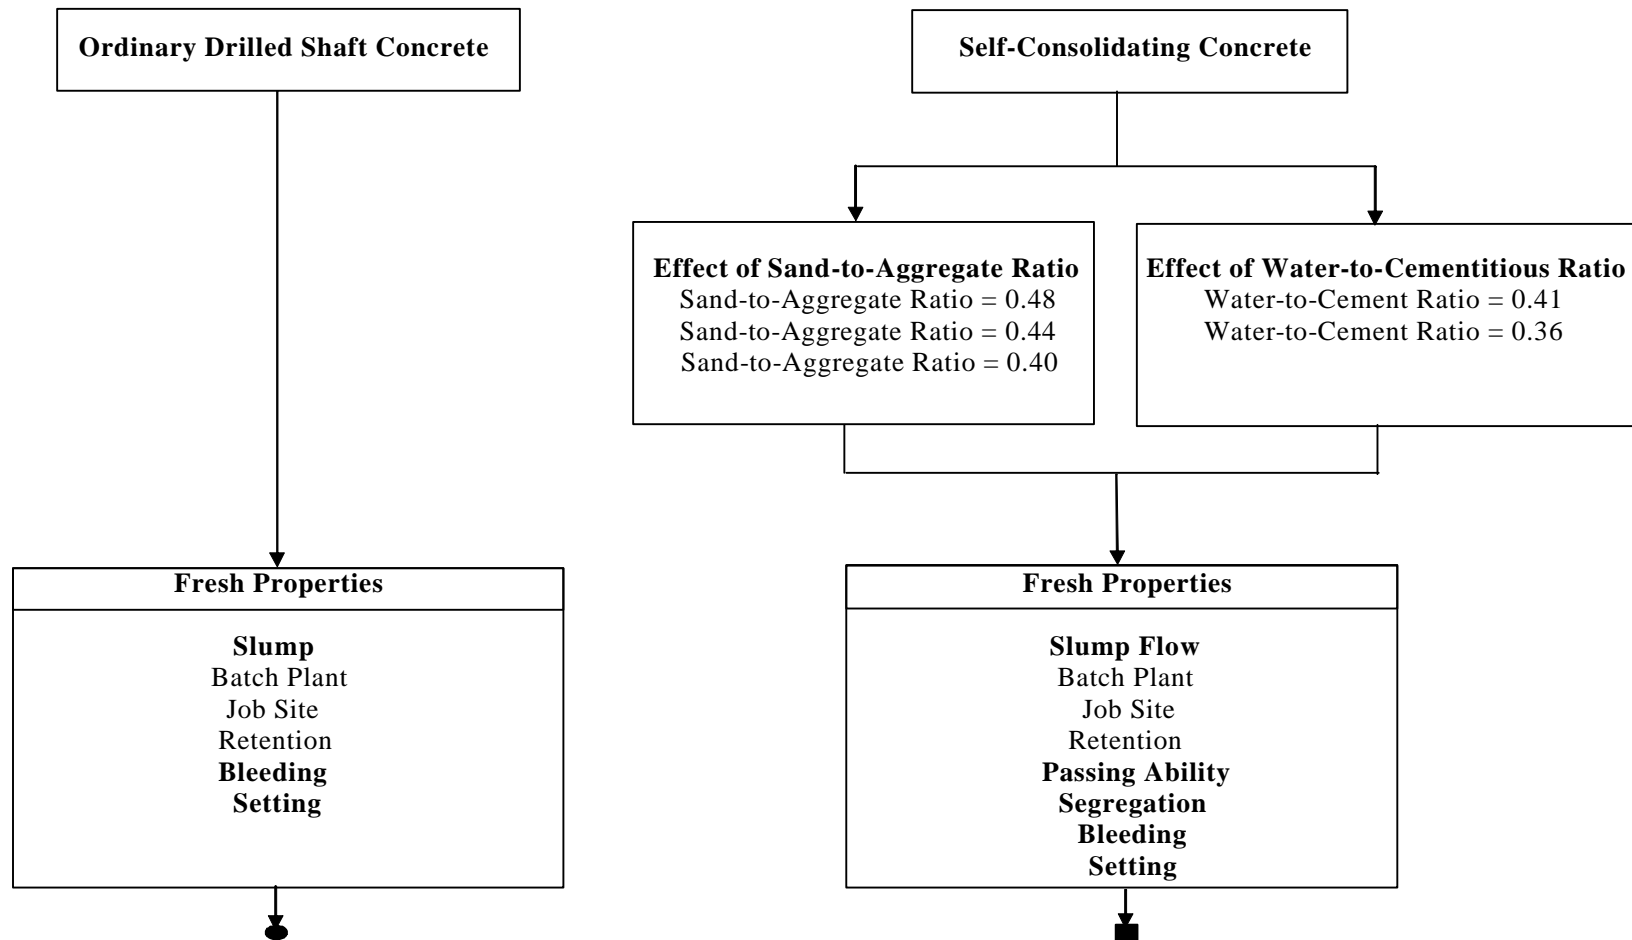 Ordinary Drilled Shaft Concrete
Self-Consolidating Concrete
Effect of Sand-to-Aggregate Ratio
Sand-to-Aggregate Ratio = 0.48
Sand-to-Aggregate Ratio = 0.44
Sand-to-Aggregate Ratio = 0.40
Effect of Water-to-Cementitious Ratio
Water-to-Cement Ratio = 0.41
Water-to-Cement Ratio = 0.36
Fresh Properties
Slump
Batch Plant
Job Site
Retention
Bleeding
Setting
Fresh Properties
Slump Flow
Batch Plant
Job Site
Retention
Passing Ability
Segregation
Bleeding
Setting